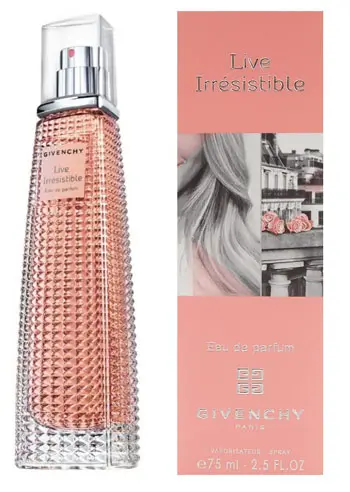 GIVENCHY
Live
Irrésistible
Eau de parfum
Live
Irrésistible
Eau de parfum
GIVENCHY
PARIS
VAPORISATEUR - SPRAY
℮75 ml - 2.5 FL.OZ